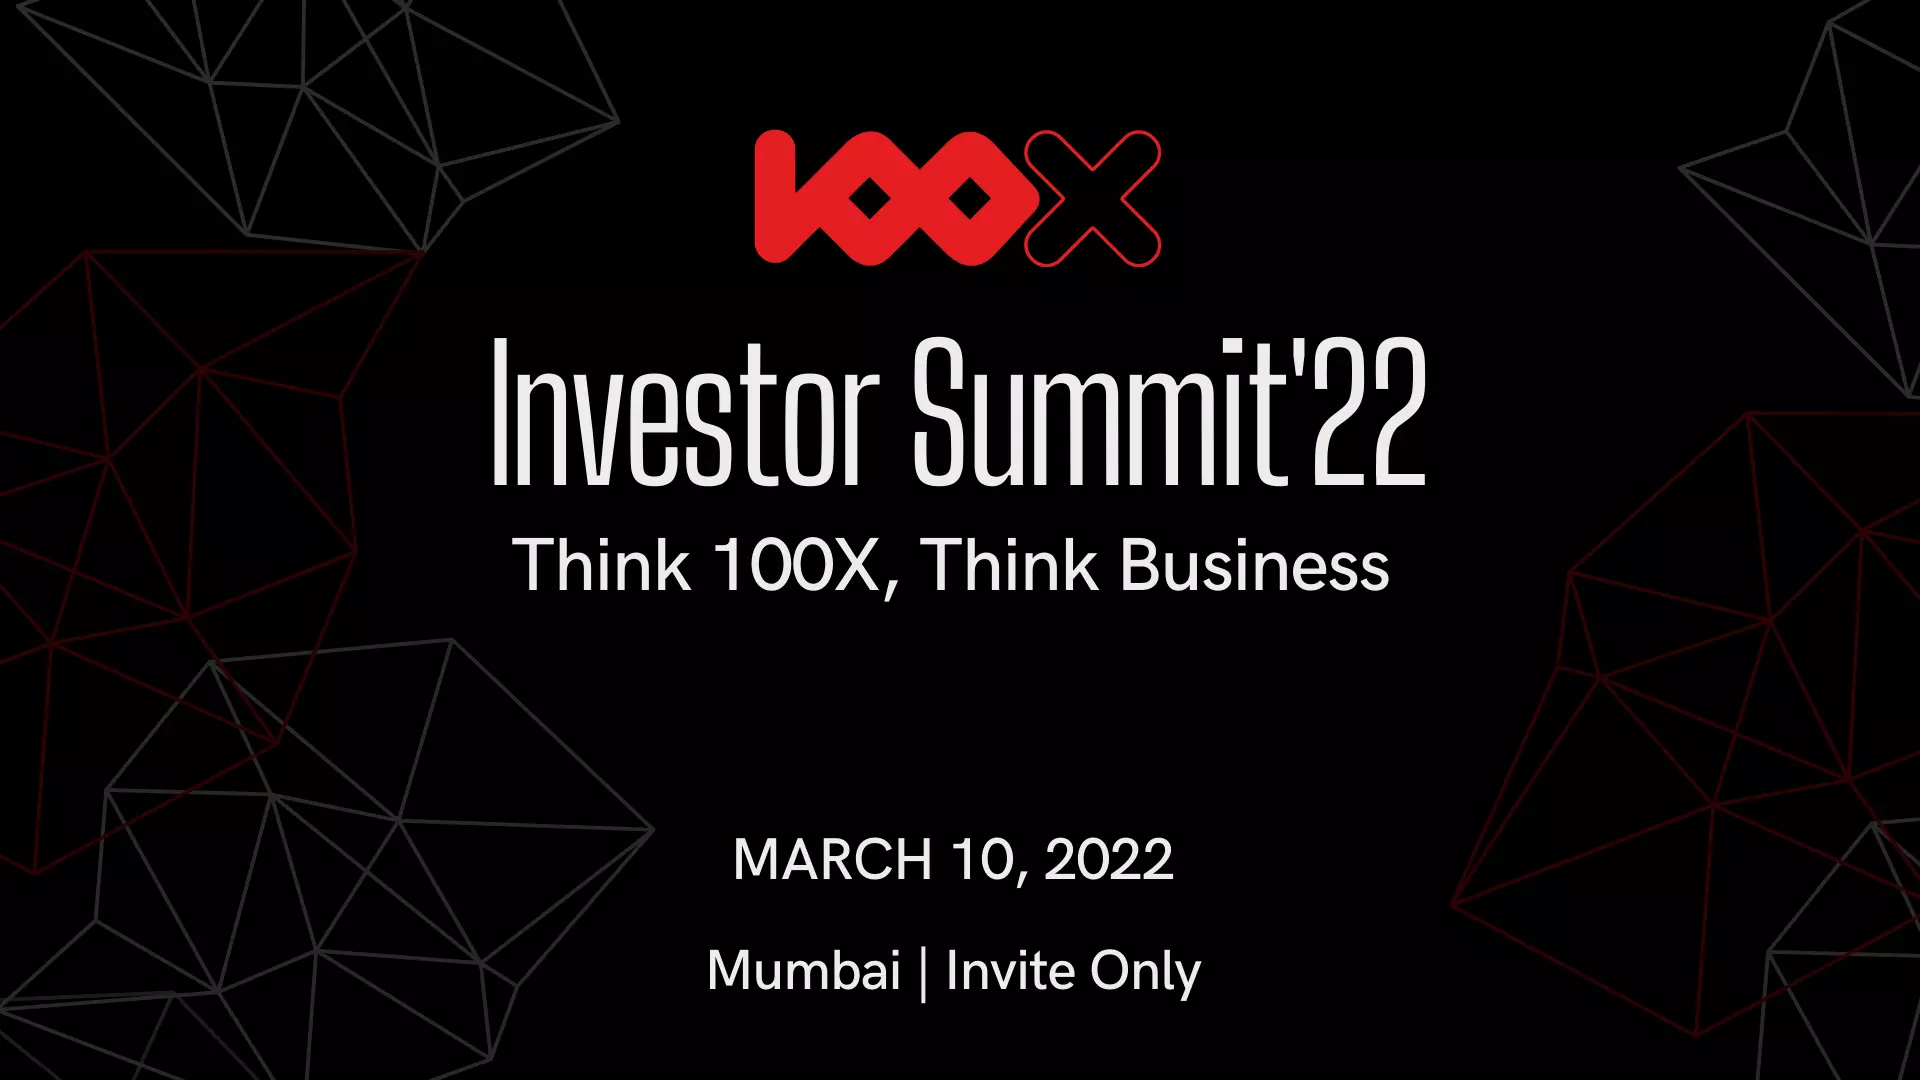 100X
Investor Summit'22
Think 100X, Think Business
MARCH 10, 2022
Mumbai | Invite Only